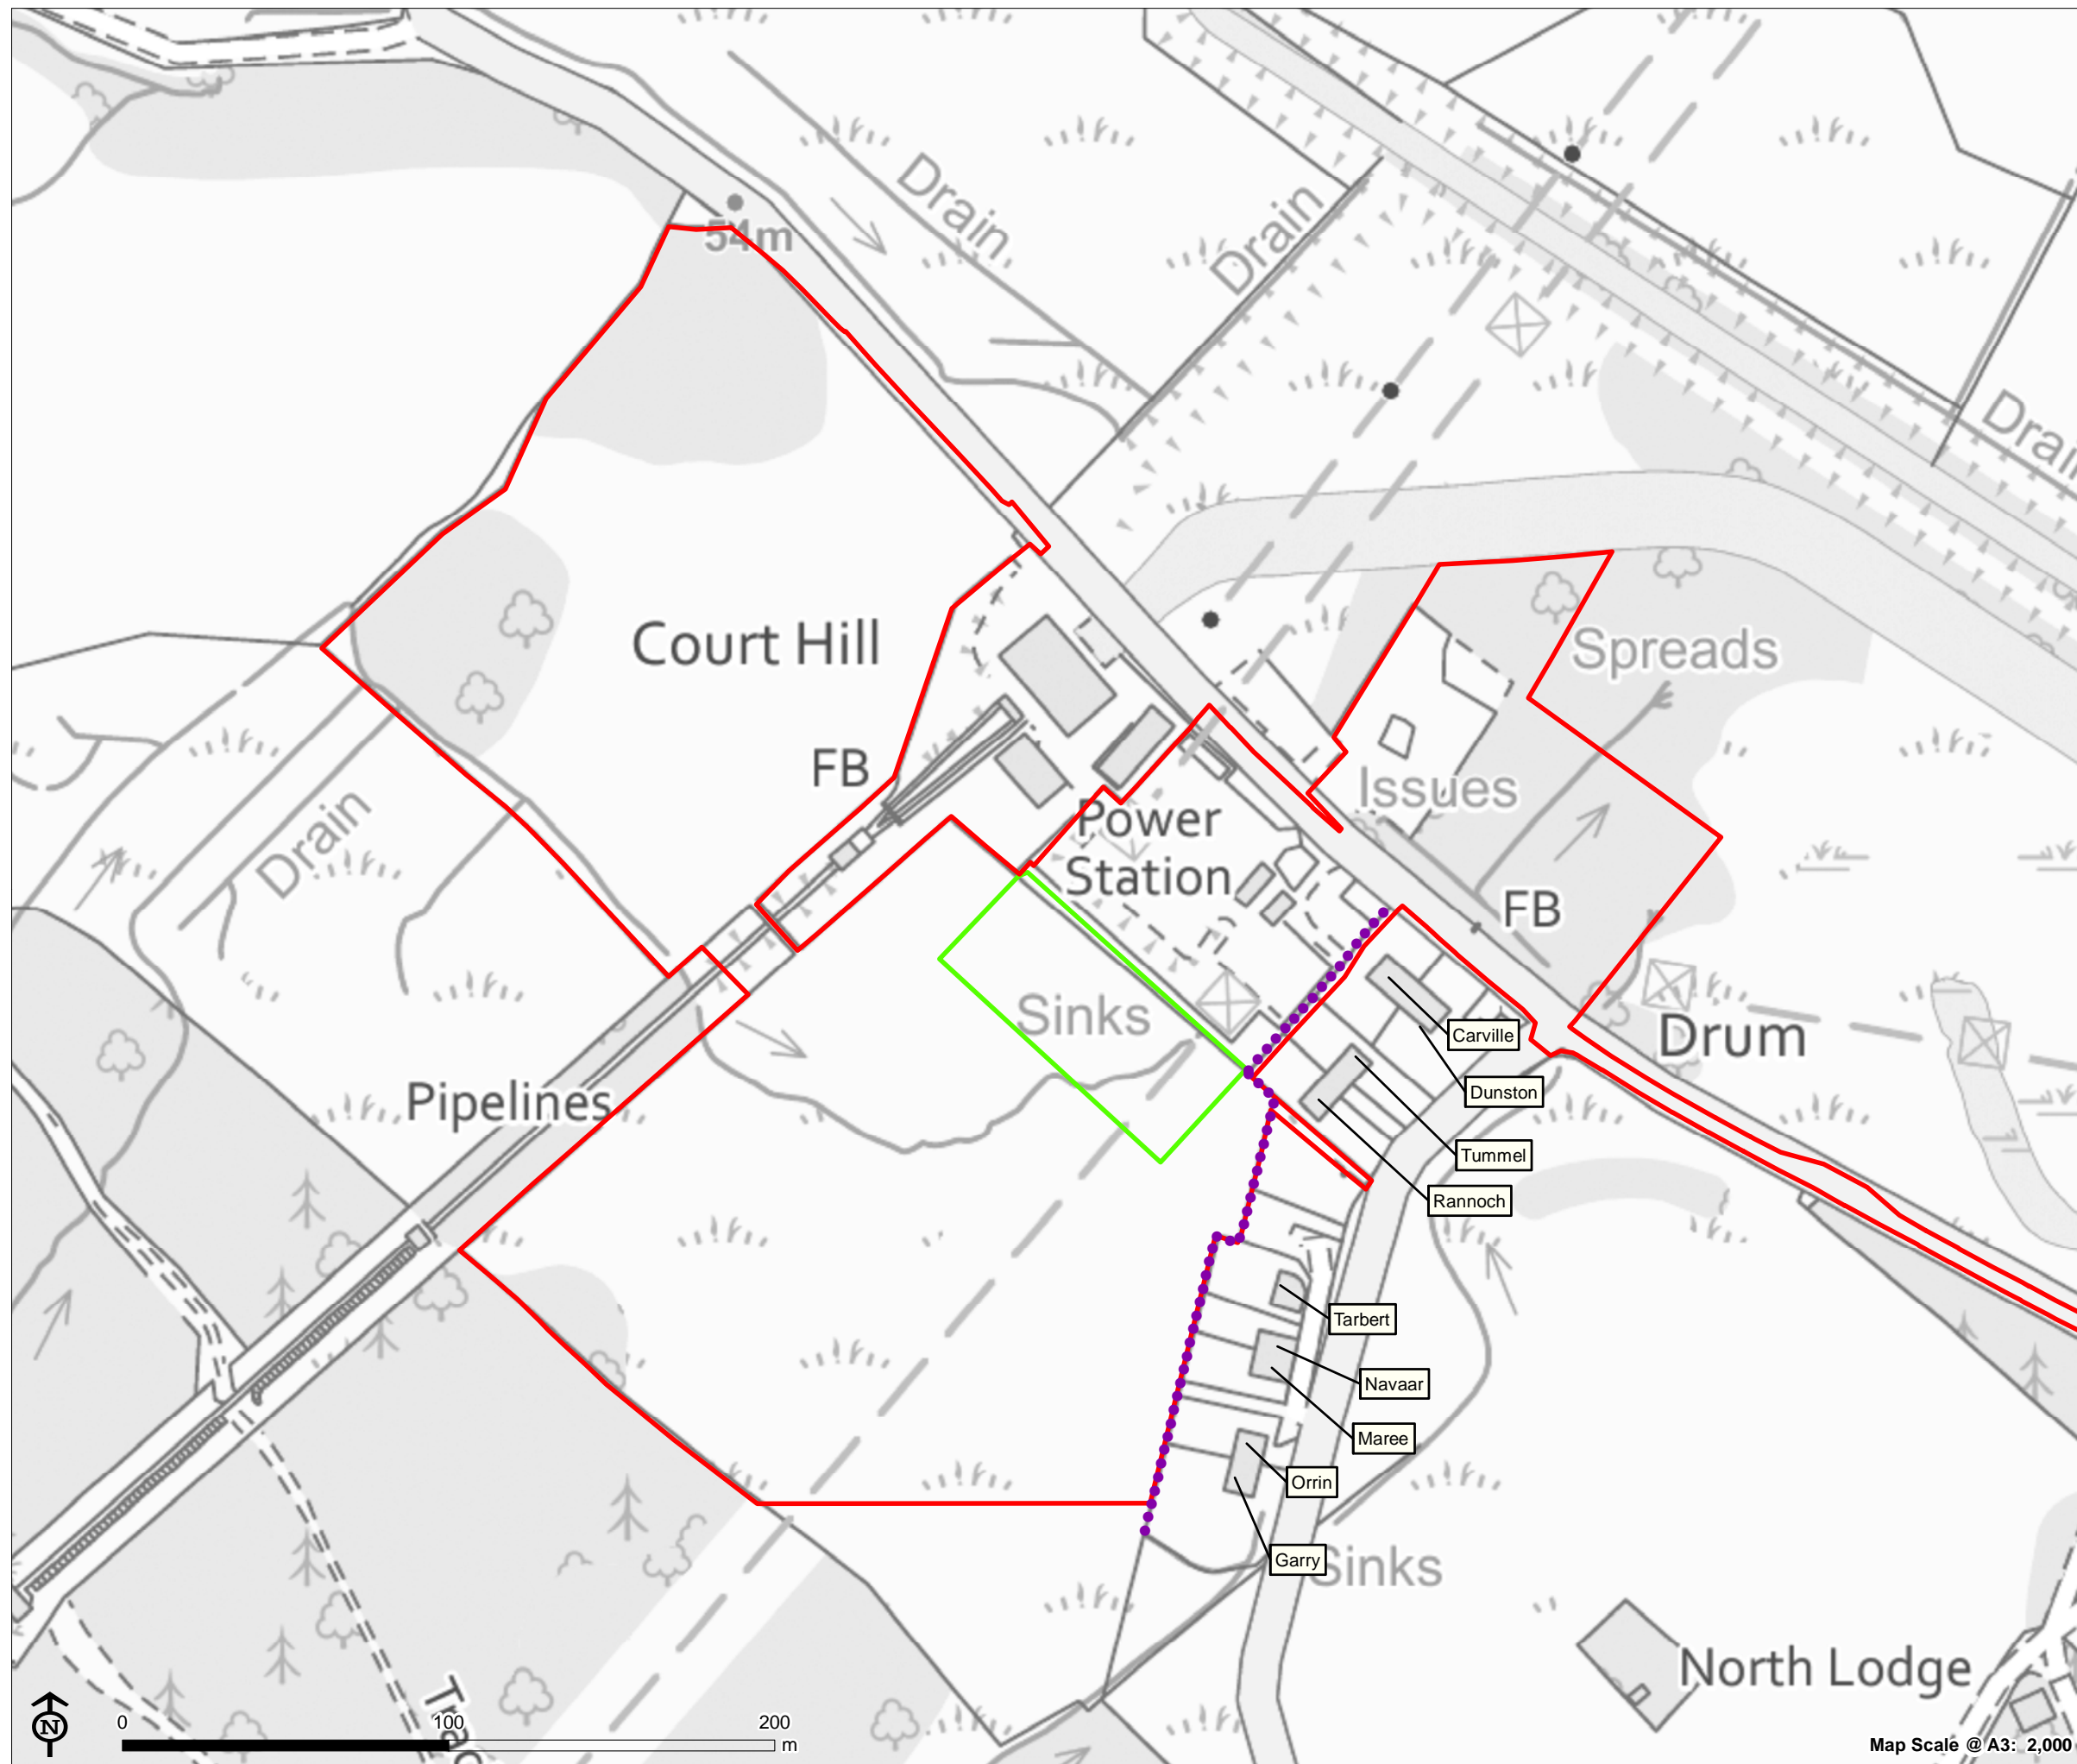 54m
Drain
Drain
Drain
Court Hill
Spreads
FB
Issues
Power
Station
Drain
FB
Sinks
Drum
Carville
Dunston
Pipelines
Tummel
Rannoch
Tarbert
Navaar
Maree
Orrin
Garry
Sinks
North Lodge
Trac
N
0 100 200
m
Map Scale @ A3: 2,000